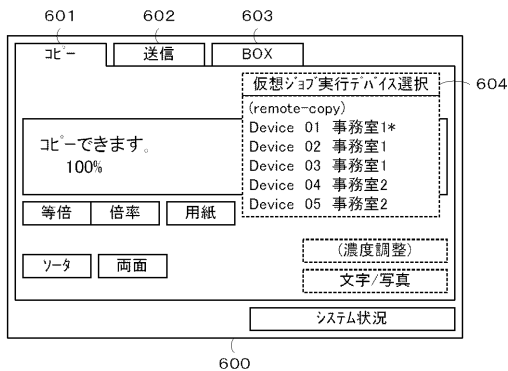 601 602 603
ｺﾋﾟｰ 送信 BOX
仮想ｼﾞｮﾌﾞ実行ﾃﾞﾊﾞｲｽ選択 604
(remote-copy)
Device 01 事務室1*
Device 02 事務室1
Device 03 事務室1
Device 04 事務室2
Device 05 事務室2
ｺﾋﾟｰできます。
100%
等倍 倍率 用紙
ｿｰﾀ 両面
(濃度調整)
文字/写真
ｼｽﾃﾑ状況
600